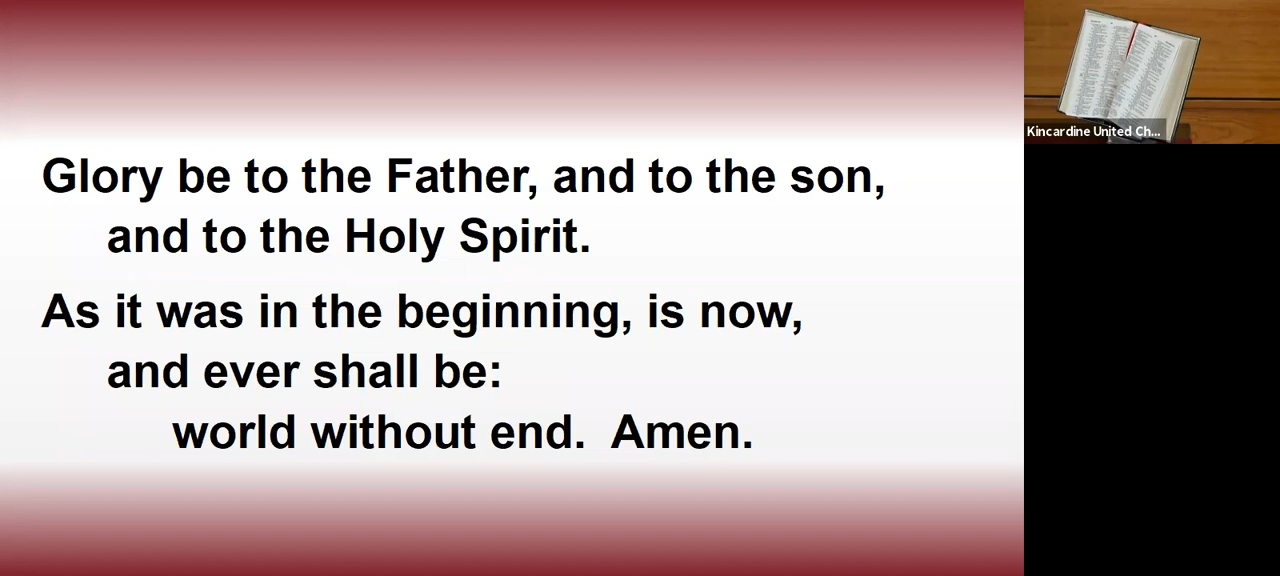 Glory be to the Father, and to the son,
and to the Holy Spirit.
As it was in the beginning, is now,
and ever shall be:
world without end.  Amen.
Kincardine United Ch...